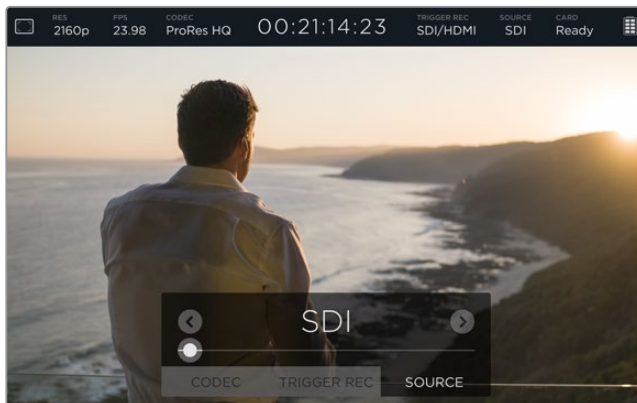 RES FPS CODEC TRIGGER REC SOURCE CARD
2160p 23.98 ProRes HQ 00:21:14:23 SDI/HDMI SDI Ready
SDI
CODEC TRIGGER REC SOURCE